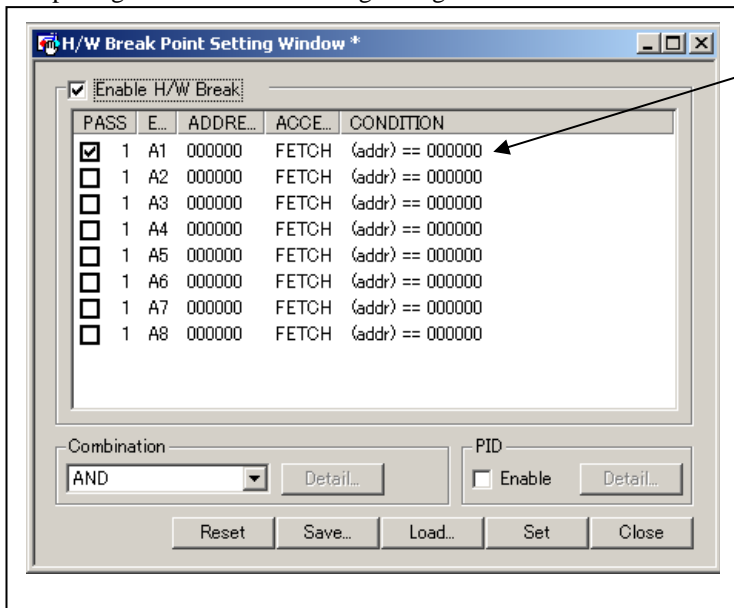 H/W Break Point Setting Window *
Enable H/W Break
PASS E... ADDRE... ACCE... CONDITION
1 A1 000000 FETCH (addr) == 000000
1 A2 000000 FETCH (addr) == 000000
1 A3 000000 FETCH (addr) == 000000
1 A4 000000 FETCH (addr) == 000000
1 A5 000000 FETCH (addr) == 000000
1 A6 000000 FETCH (addr) == 000000
1 A7 000000 FETCH (addr) == 000000
1 A8 000000 FETCH (addr) == 000000
Combination PID
AND Detail... Enable Detail...
Reset Save... Load... Set Close